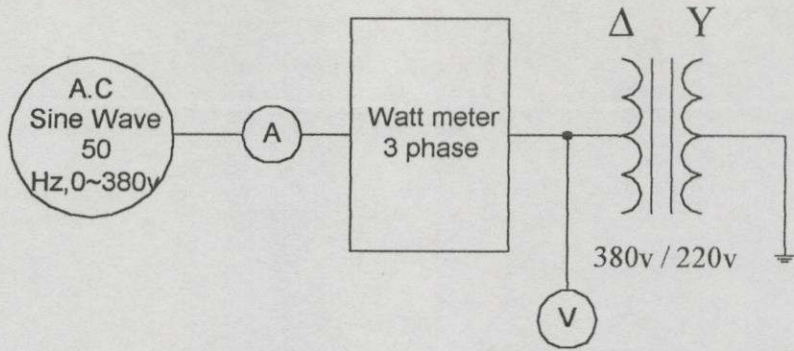 A.C
Sine Wave
50
Hz,0~380v
A
Watt meter
3 phase
V
Δ Y
380v / 220v